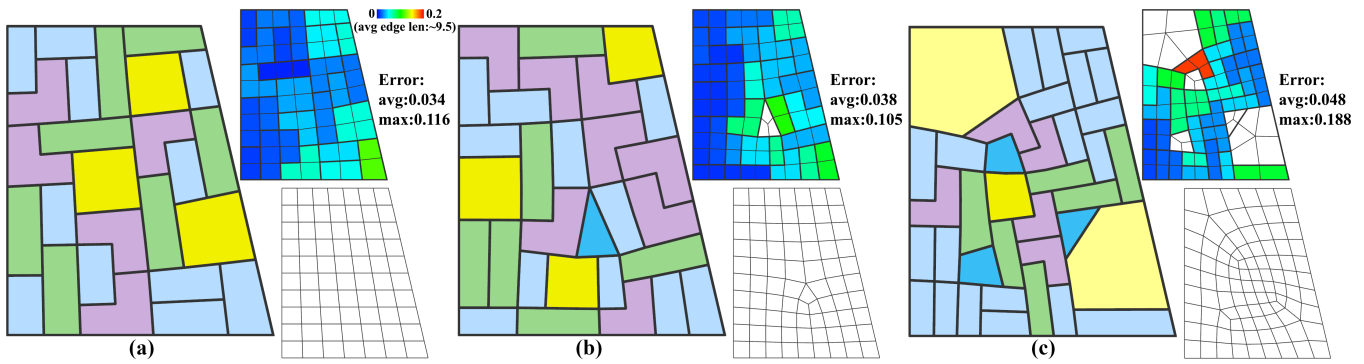 0 0.2
(avg edge len:~9.5)
Error:
avg:0.034
max:0.116
(a)
Error:
avg:0.038
max:0.105
(b)
Error:
avg:0.048
max:0.188
(c)